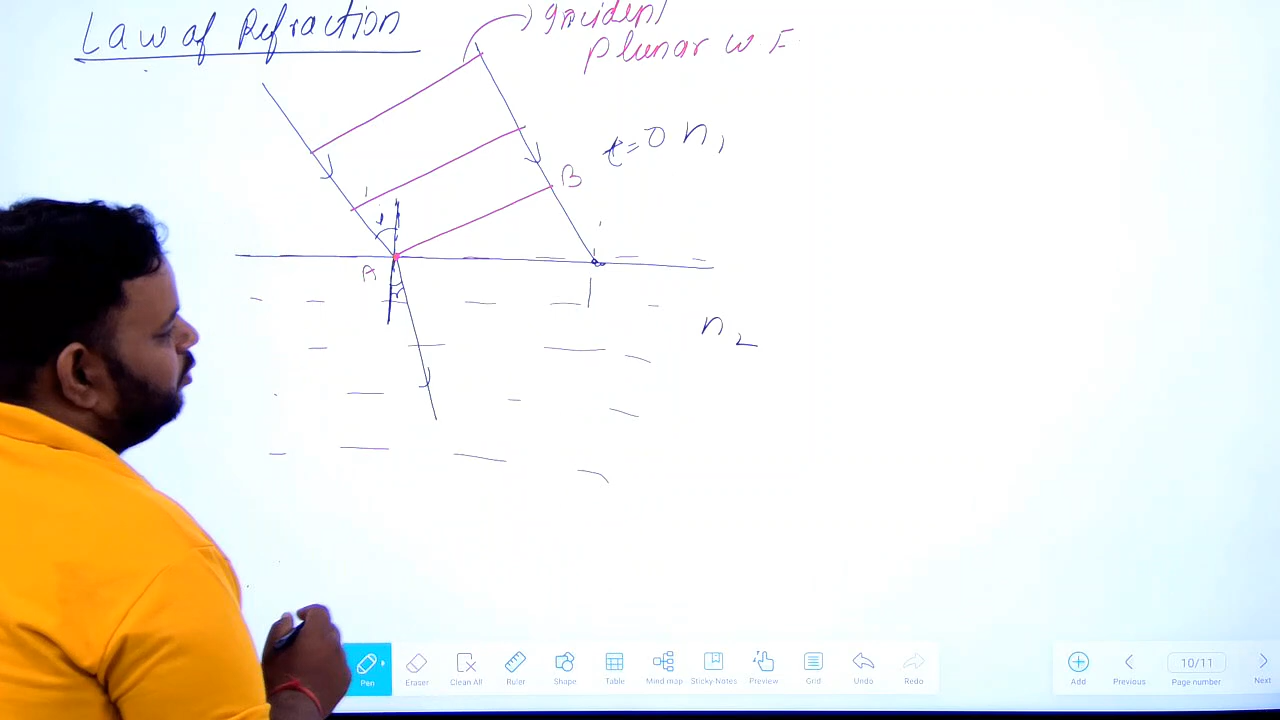 Law of Refraction
incident
planar W F
t=0 n1
B
i
A
r
n2
Pen
Eraser
Clean All
Ruler
Shape
Table
Mind map
Sticky Notes
Preview
Grid
Undo
Redo
Add
Previous
10/11
Page number
Next